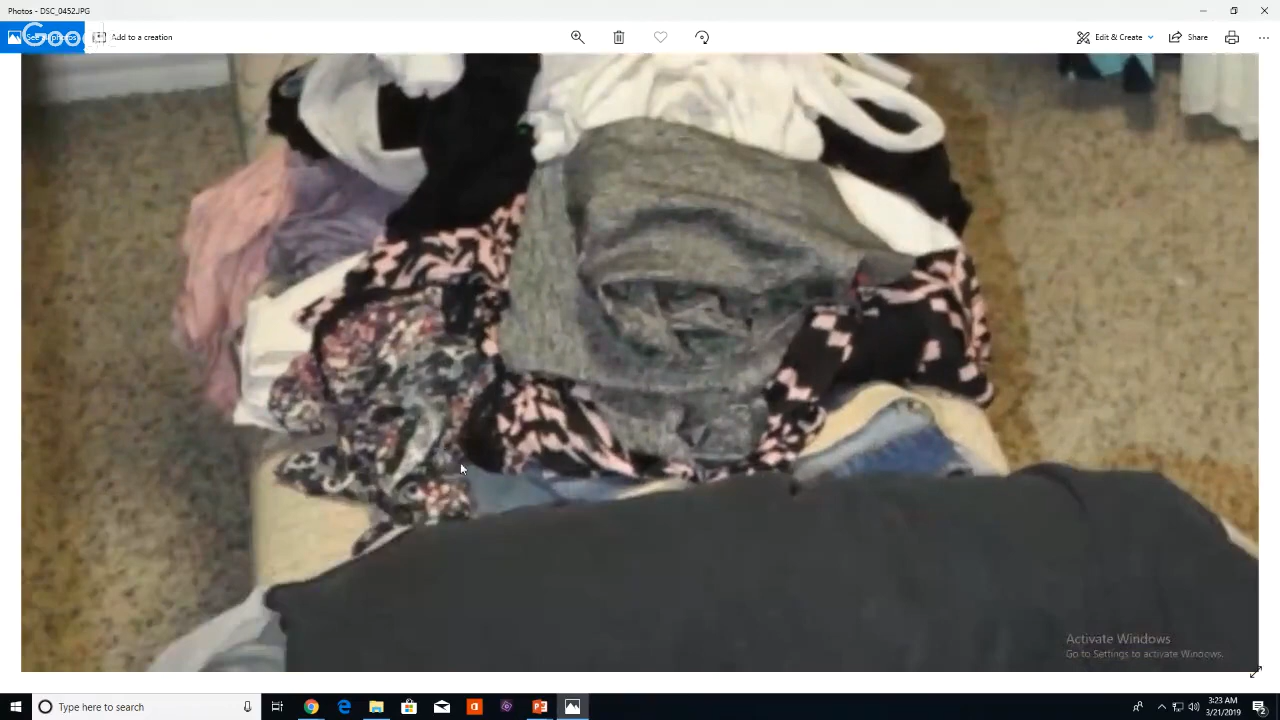 Photos - DSC_0452.JPG
Add to a creation
Edit & Create
Share
Activate Windows
Go to Settings to activate Windows.
Type here to search
3:23 AM
3/21/2019